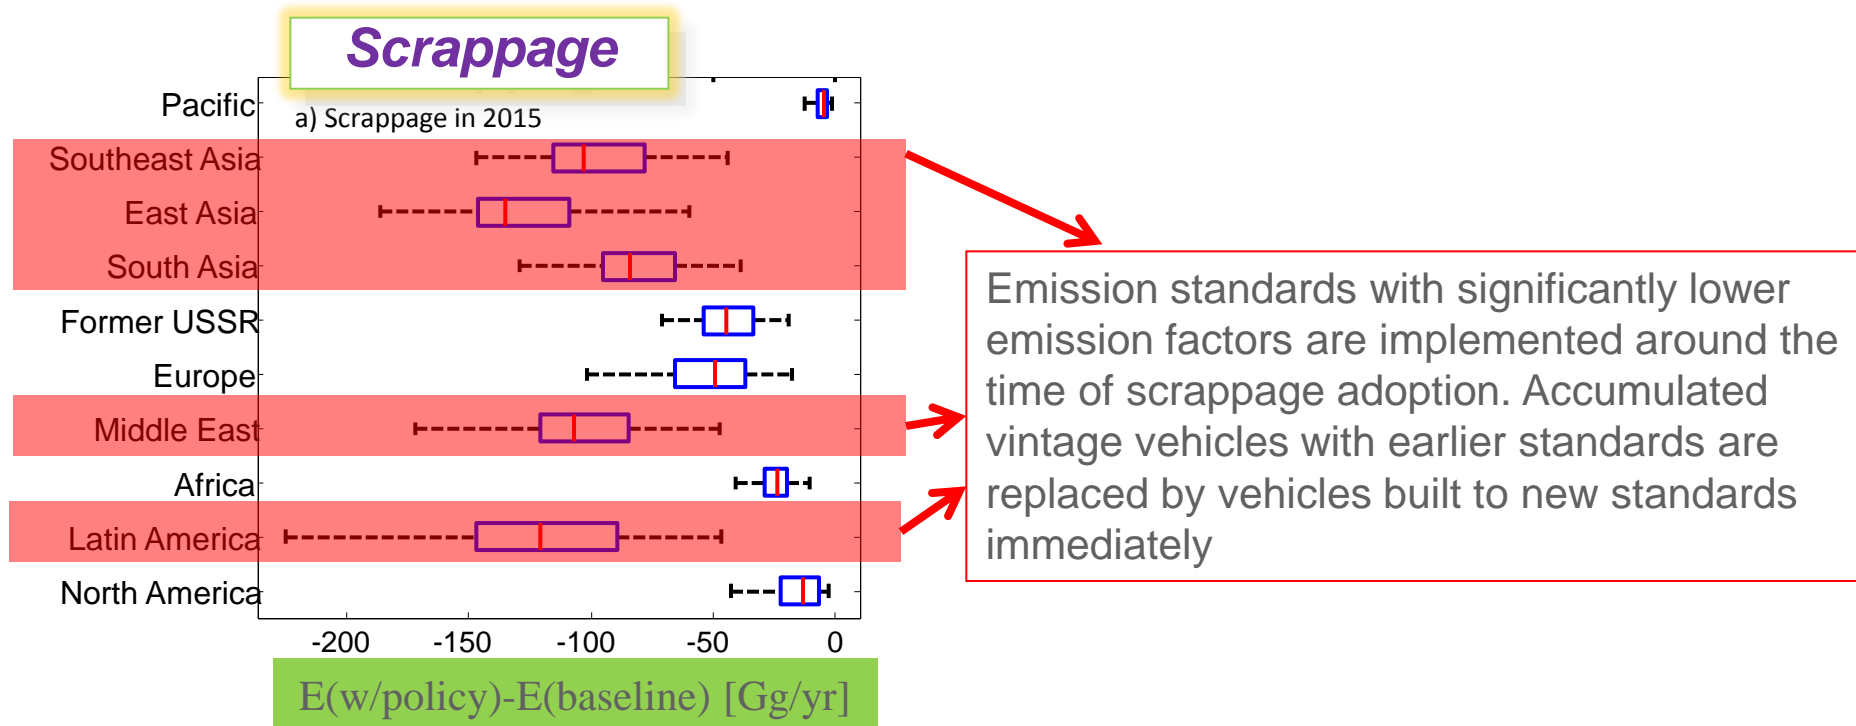 Scrappage
a) Scrappage in 2015
Pacific
Southeast Asia
East Asia
South Asia
Former USSR
Europe
Middle East
Africa
Latin America
North America
-200 -150 -100 -50 0
E(w/policy)-E(baseline) [Gg/yr]
Emission standards with significantly lower
emission factors are implemented around the
time of scrappage adoption. Accumulated
vintage vehicles with earlier standards are
replaced by vehicles built to new standards
immediately